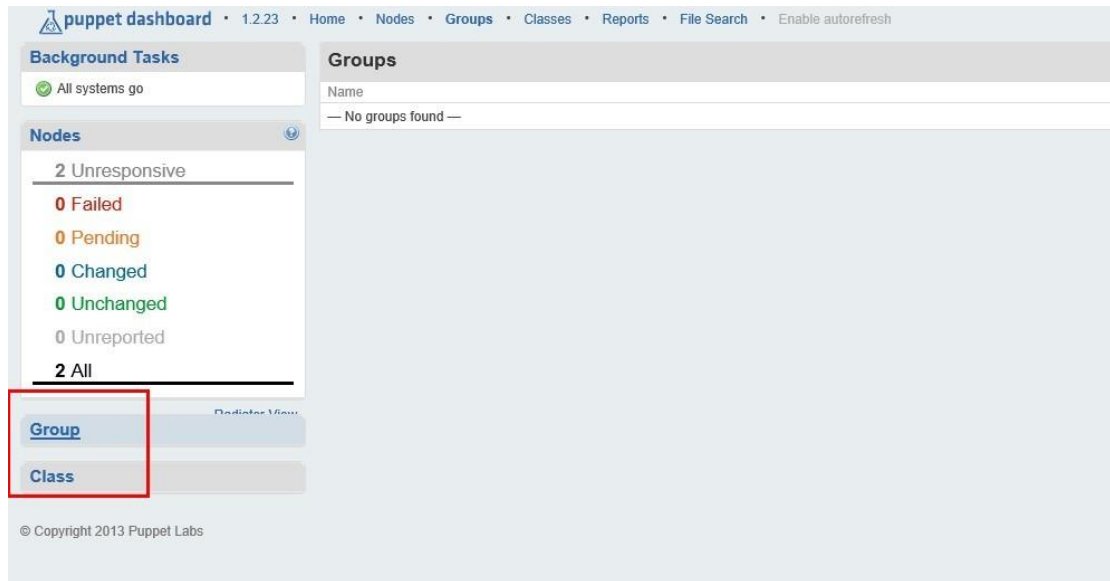 puppet dashboard • 1.2.23 • Home • Nodes • Groups • Classes • Reports • File Search • Enable autorefresh
Background Tasks
All systems go
Nodes
2 Unresponsive
0 Failed
0 Pending
0 Changed
0 Unchanged
0 Unreported
2 All
Radiator View
Group
Class
© Copyright 2013 Puppet Labs
Groups
Name
— No groups found —